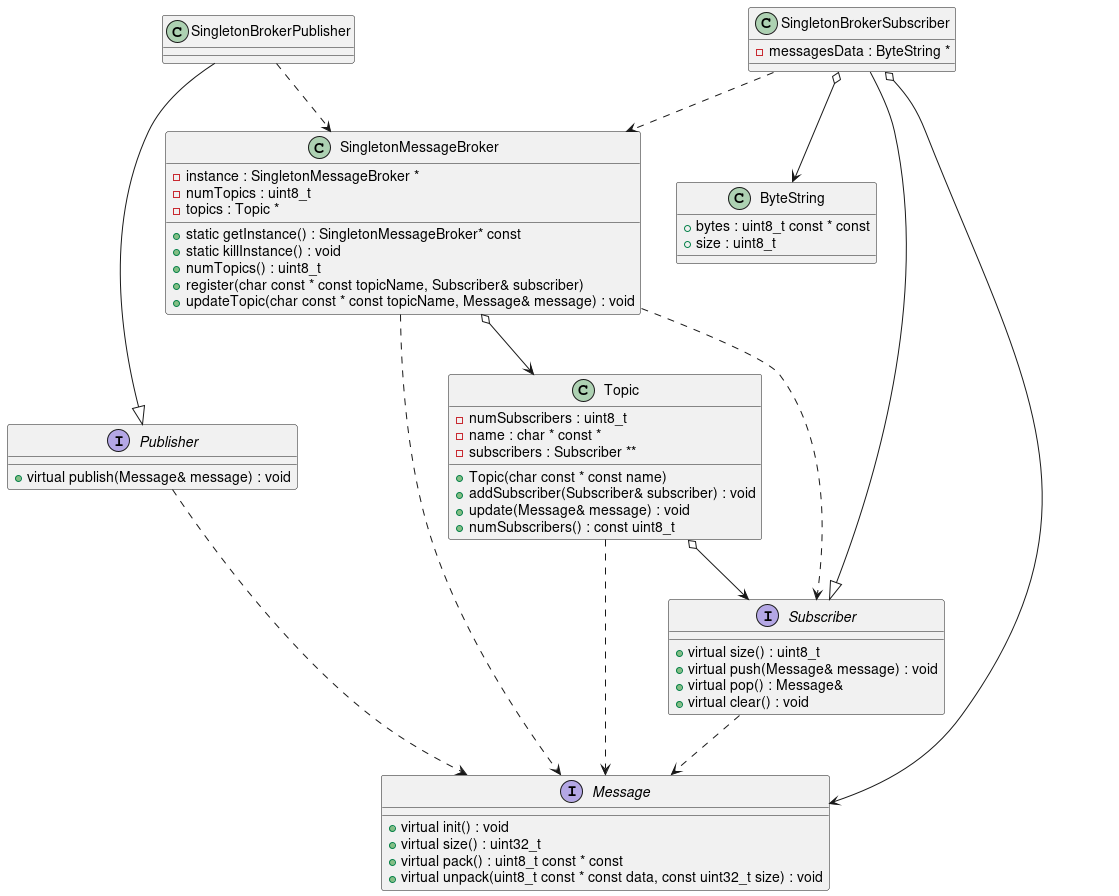 C SingletonBrokerPublisher
C SingletonBrokerSubscriber
messagesData : ByteString *
C SingletonMessageBroker
instance : SingletonMessageBroker *
numTopics : uint8_t
topics : Topic *
static getInstance() : SingletonMessageBroker* const
static killInstance() : void
numTopics() : uint8_t
register(char const * const topicName, Subscriber& subscriber)
updateTopic(char const * const topicName, Message& message) : void
C ByteString
bytes : uint8_t const * const
size : uint8_t
C Topic
numSubscribers : uint8_t
name : char * const *
subscribers : Subscriber **
Topic(char const * const name)
addSubscriber(Subscriber& subscriber) : void
update(Message& message) : void
numSubscribers() : const uint8_t
I Publisher
virtual publish(Message& message) : void
I Subscriber
virtual size() : uint8_t
virtual push(Message& message) : void
virtual pop() : Message&
virtual clear() : void
I Message
virtual init() : void
virtual size() : uint32_t
virtual pack() : uint8_t const * const
virtual unpack(uint8_t const * const data, const uint32_t size) : void